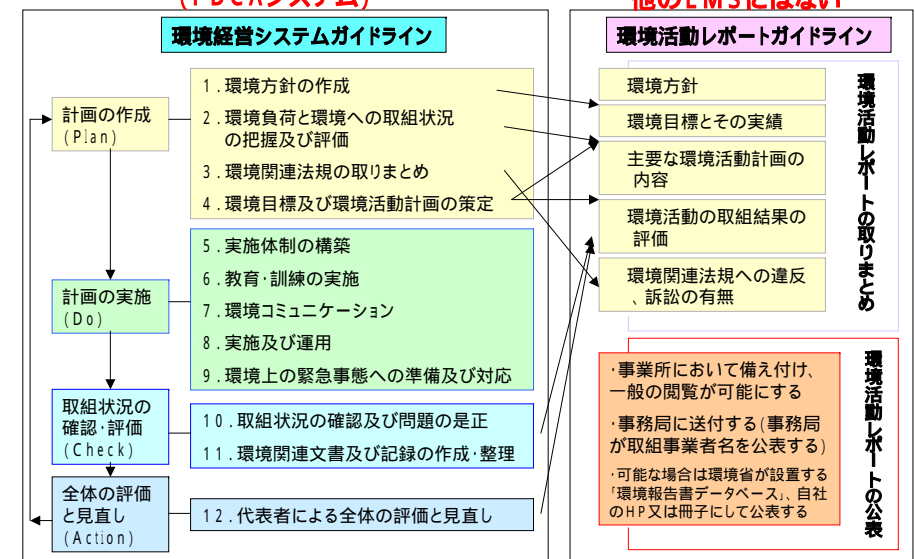 (PDCAシステム)
他のEMSにはない
環境経営システムガイドライン
環境活動レポートガイドライン
計画の作成
(Plan)
1.環境方針の作成
2.環境負荷と環境への取組状況
の把握及び評価
3.環境関連法規の取りまとめ
4.環境目標及び環境活動計画の策定
計画の実施
(Do)
5.実施体制の構築
6.教育・訓練の実施
7.環境コミュニケーション
8.実施及び運用
9.環境上の緊急事態への準備及び対応
取組状況の
確認・評価
(Check)
10.取組状況の確認及び問題の是正
11.環境関連文書及び記録の作成・整理
全体の評価
と見直し
(Action)
12.代表者による全体の評価と見直し
環境方針
環境目標とその実績
主要な環境活動計画の
内容
環境活動の取組結果の
評価
環境関連法規への違反
、訴訟の有無
環境活動レポートの取りまとめ
・事業所において備え付け、
一般の閲覧が可能にする
・事務局に送付する(事務局
が取組事業者名を公表する)
・可能な場合は環境省が設置する
「環境報告書データベース」、自社
のHP又は冊子にして公表する
環境活動レポートの公表